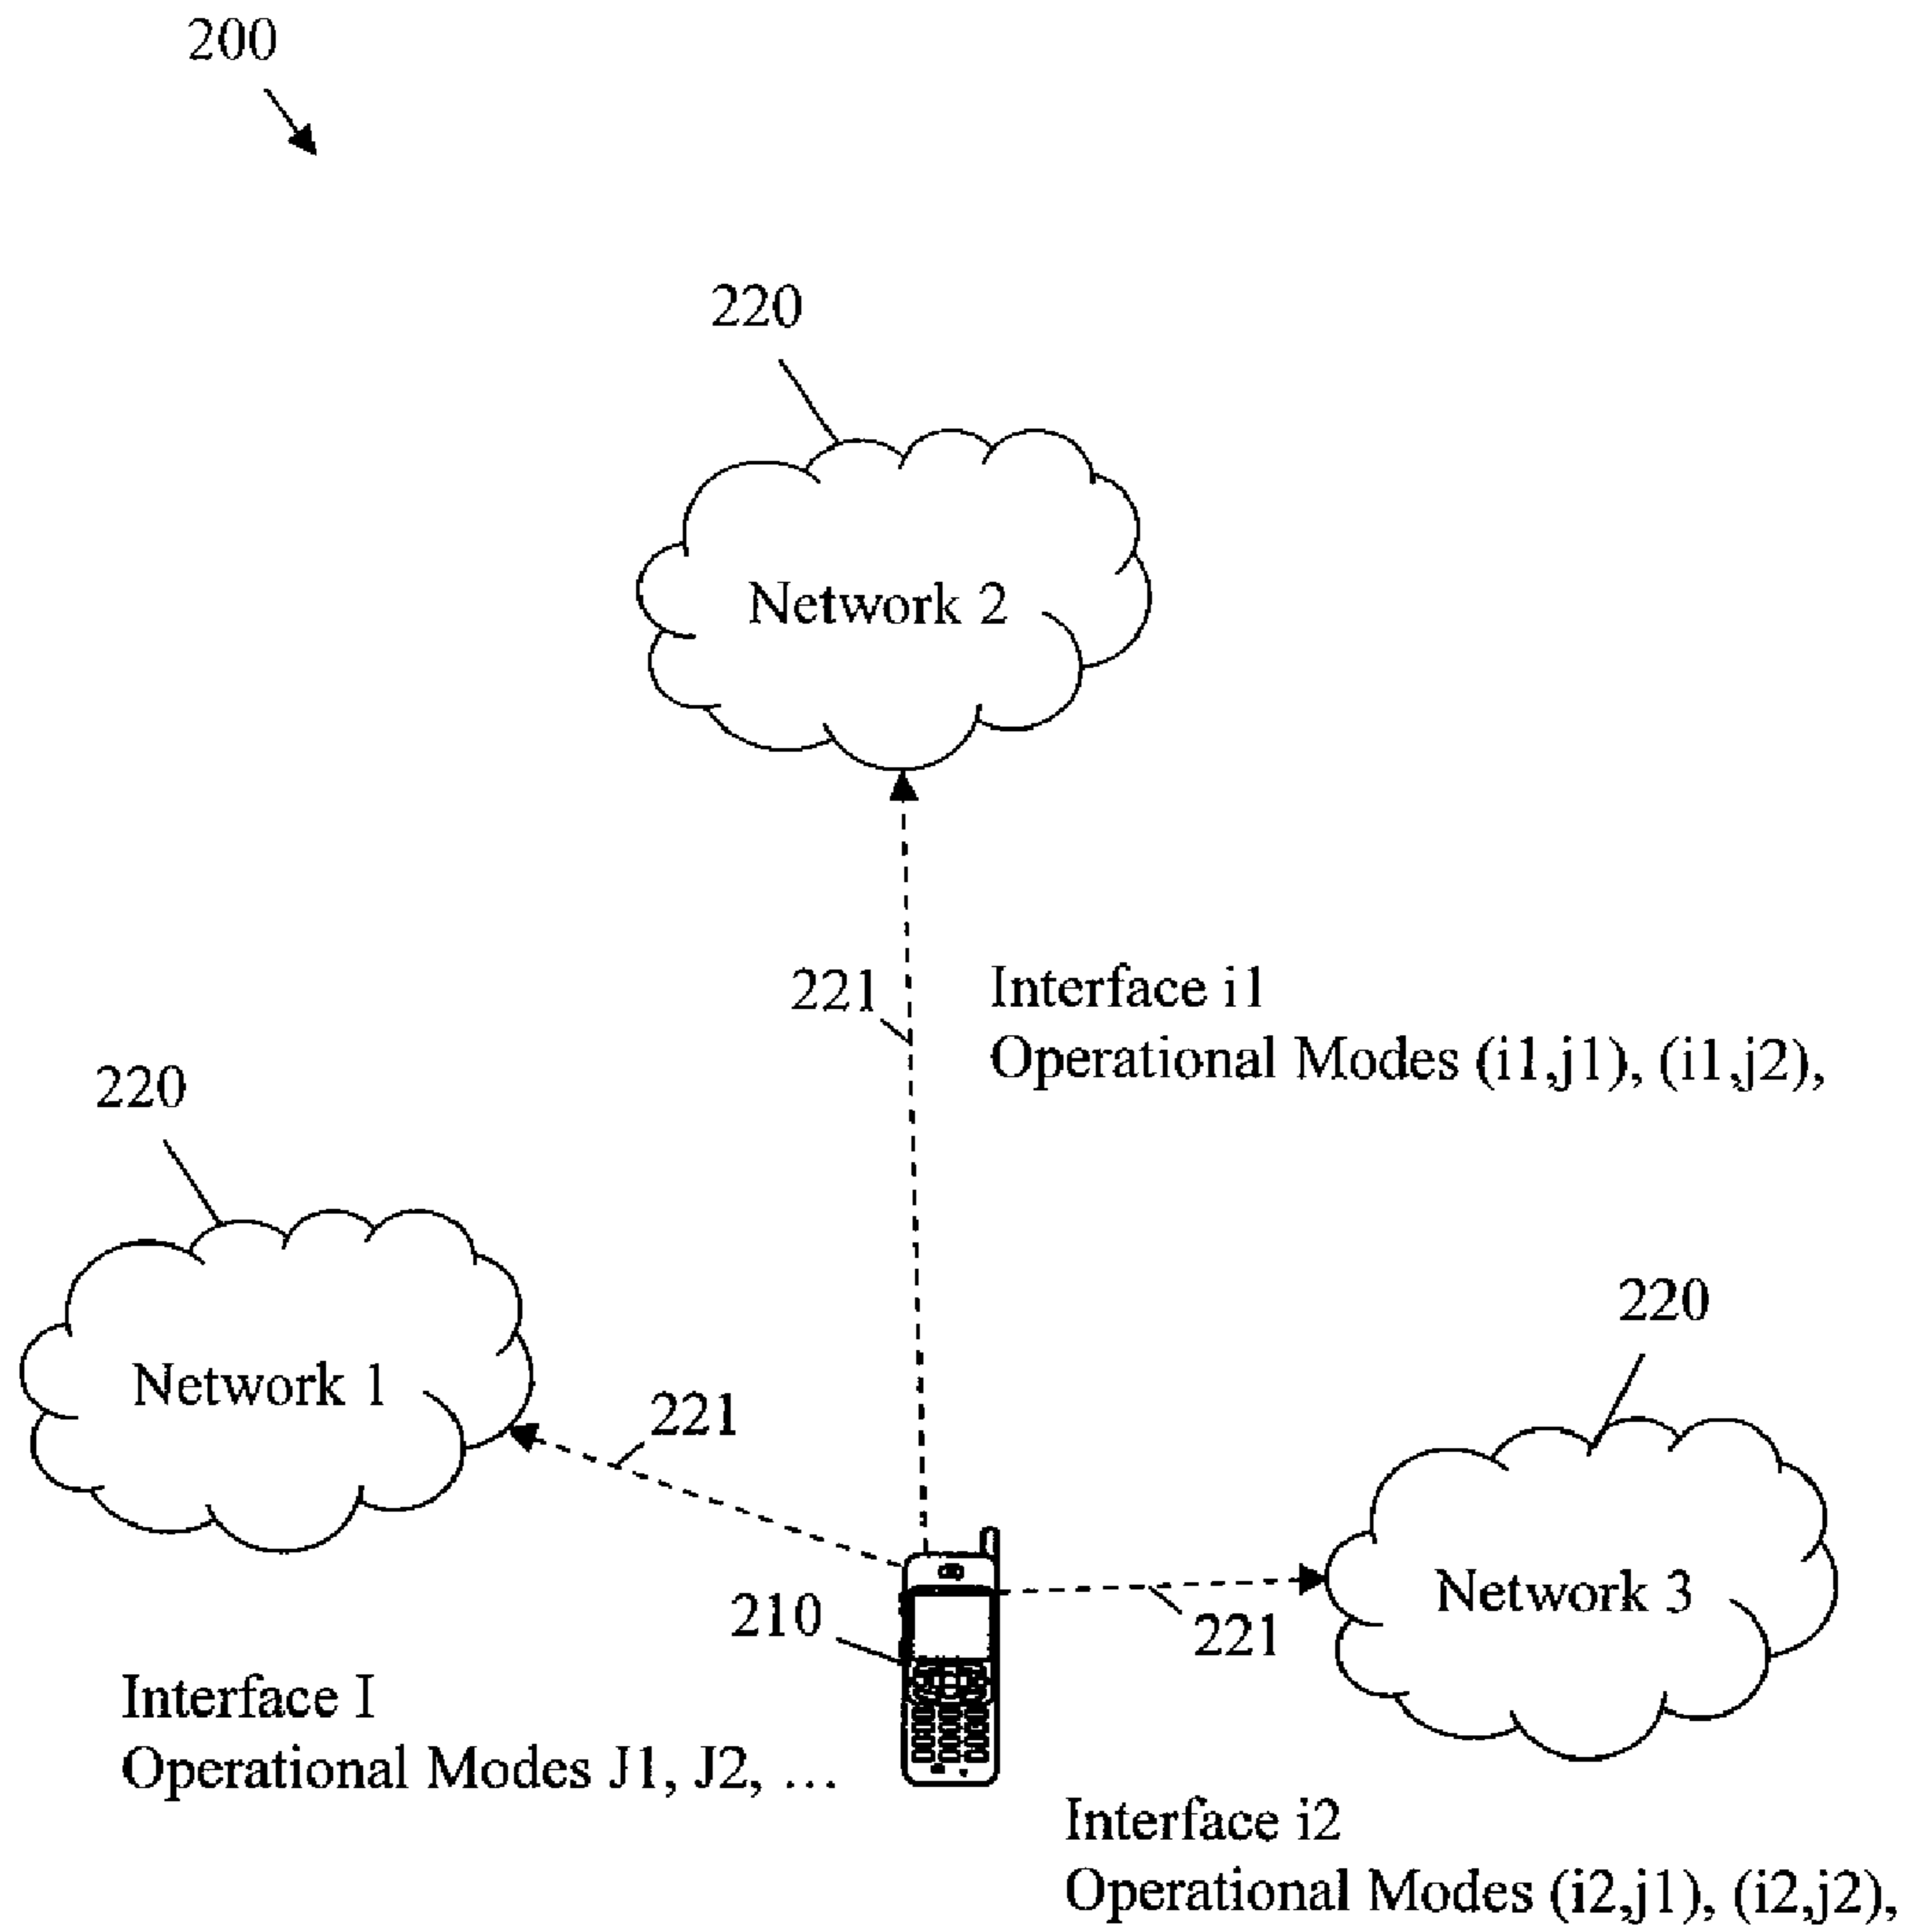 200
220
Network 2
221
Interface i1
Operational Modes (i1,j1), (i1,j2),
220
Network 1
221
220
Network 3
221
210
Interface I
Operational Modes J1, J2, …
Interface i2
Operational Modes (i2,j1), (i2,j2),